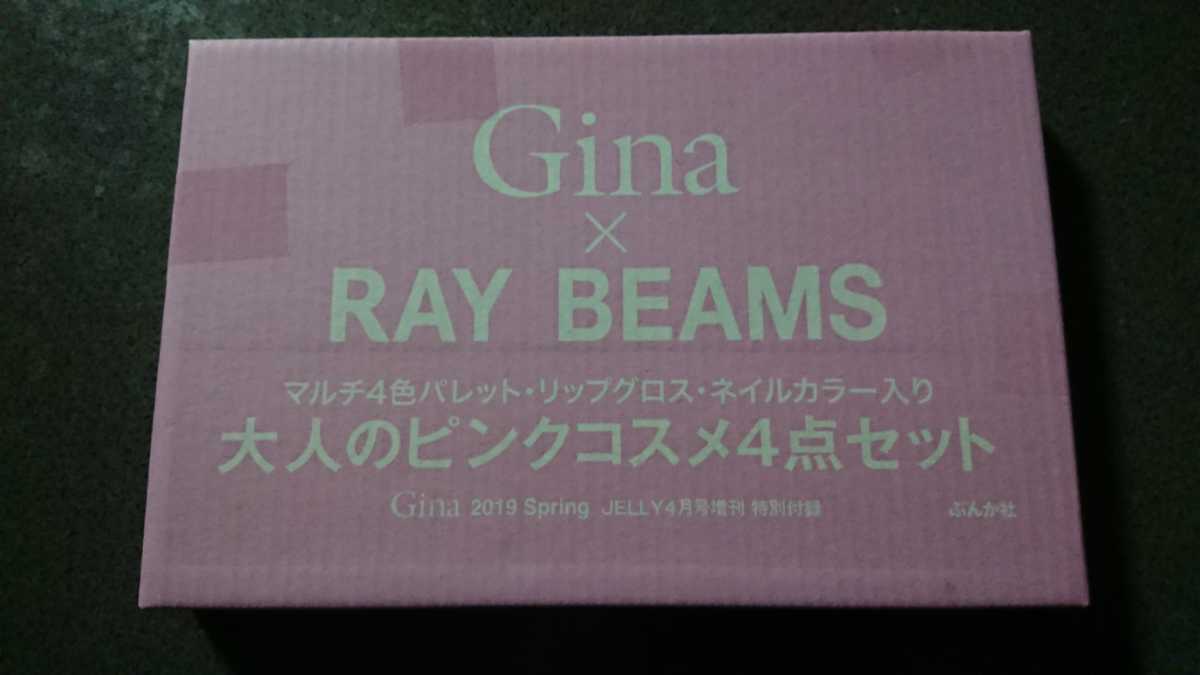 Gina
×
RAY BEAMS
マルチ4色パレット・リップグロス・ネイルカラー入り
大人のピンクコスメ4点セット
Gina 2019 Spring JELLY4月号増刊 特別付録 ぶんか社